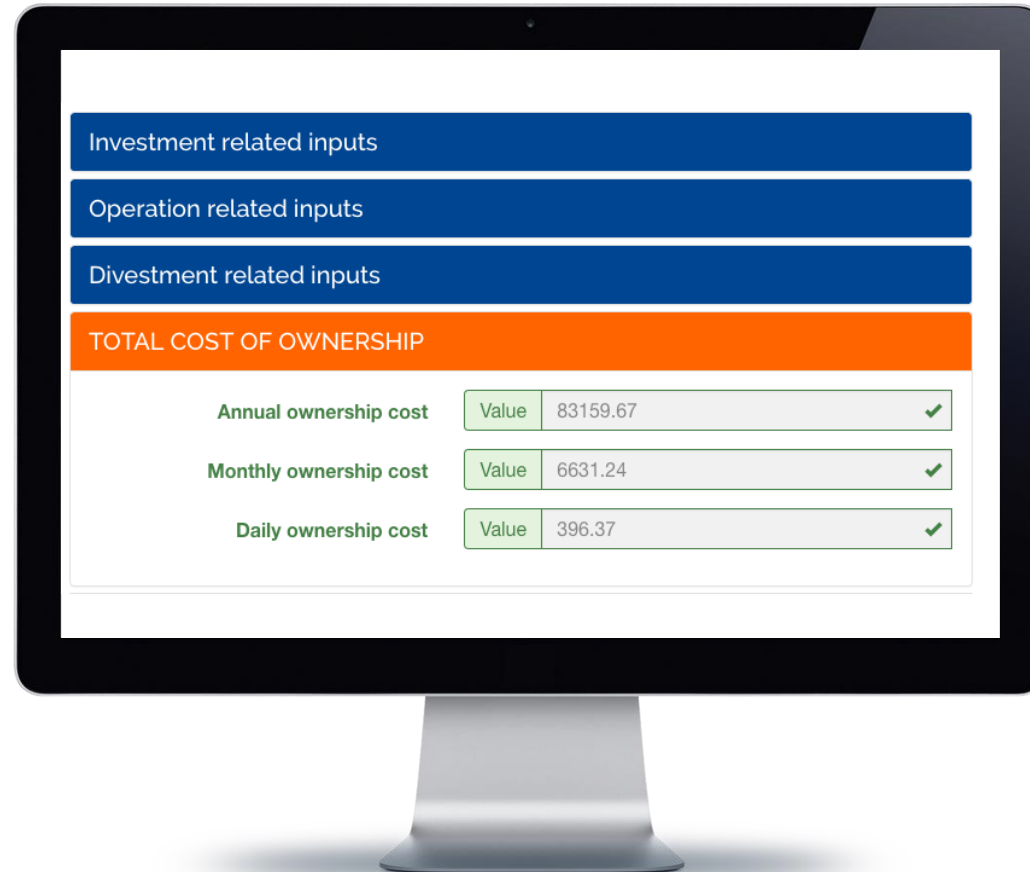 Investment related inputs
Operation related inputs
Divestment related inputs
TOTAL COST OF OWNERSHIP
Annual ownership cost Value 83159.67
Monthly ownership cost Value 6631.24
Daily ownership cost Value 396.37